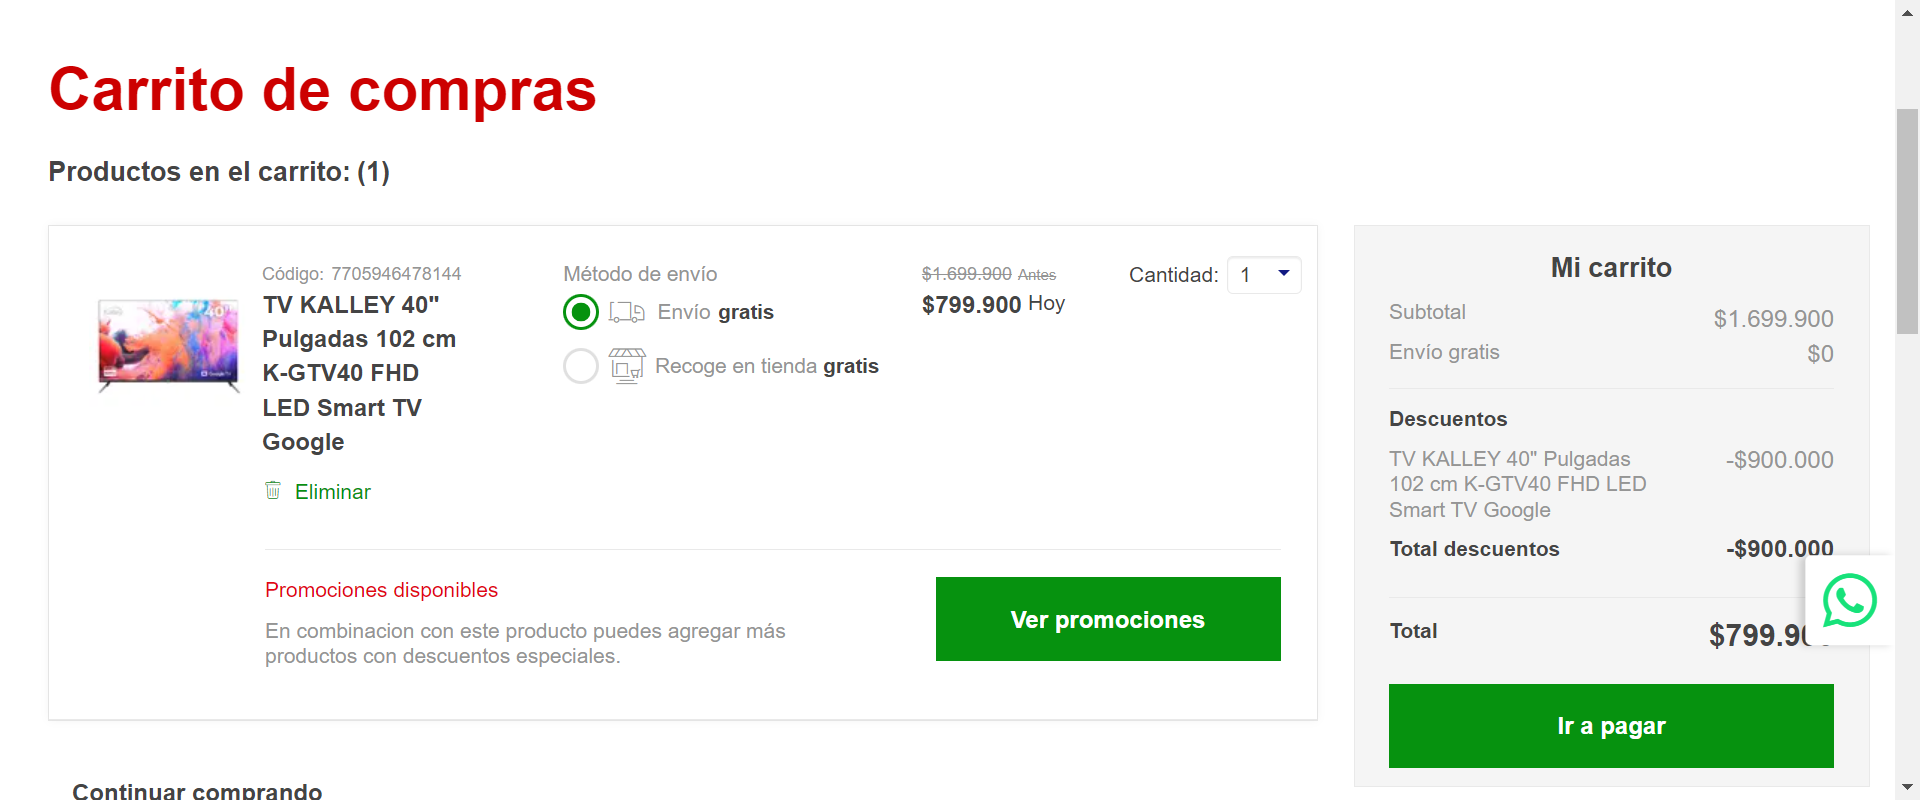 Carrito de compras
Productos en el carrito: (1)
Código: 7705946478144
TV KALLEY 40"
Pulgadas 102 cm
K-GTV40 FHD
LED Smart TV
Google
Eliminar
Método de envío
Envío gratis
Recoge en tienda gratis
$1.699.900 Antes
$799.900 Hoy
Cantidad: 1
Promociones disponibles
En combinacion con este producto puedes agregar más
productos con descuentos especiales.
Ver promociones
Continuar comprando
Mi carrito
Subtotal $1.699.900
Envío gratis $0
Descuentos
TV KALLEY 40" Pulgadas -$900.000
102 cm K-GTV40 FHD LED
Smart TV Google
Total descuentos -$900.000
Total
Ir a pagar